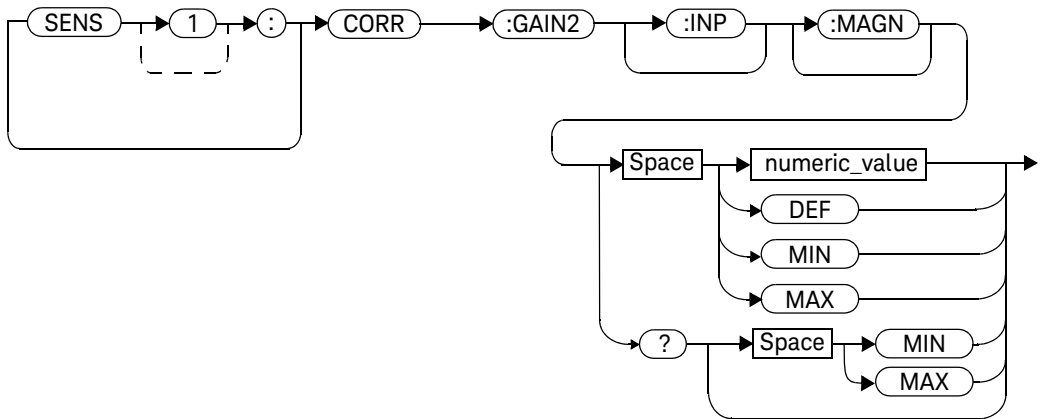 SENS 1 : CORR :GAIN2 :INP :MAGN
Space numeric_value
DEF
MIN
MAX
? Space MIN
MAX